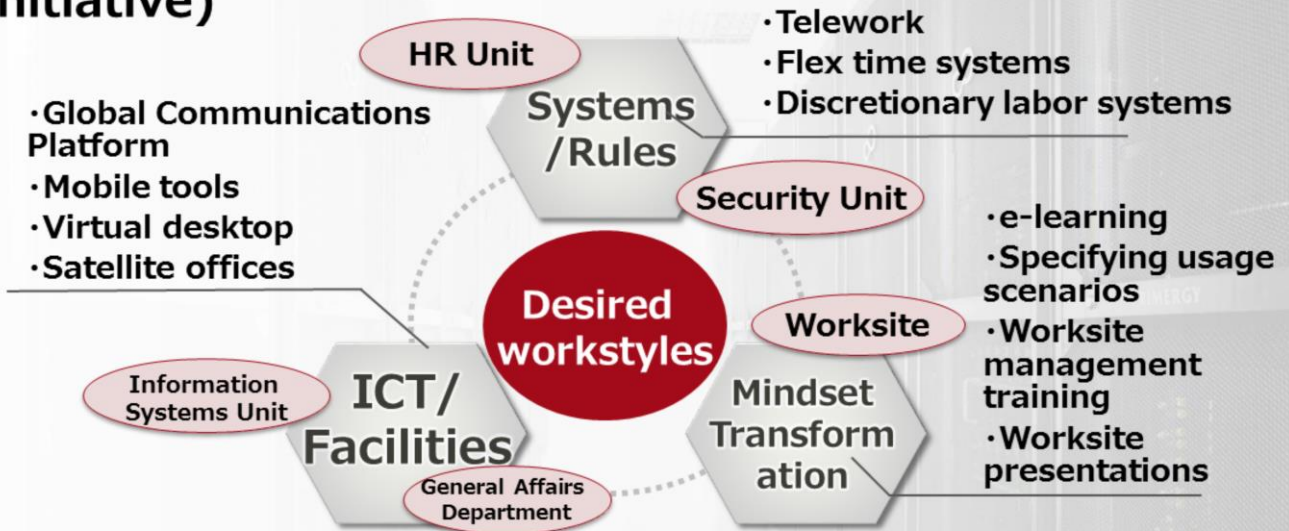 nitiative)
HR Unit
Systems
/Rules
Security Unit
·Telework
·Flex time systems
·Discretionary labor systems
·Global Communications
Platform
·Mobile tools
·Virtual desktop
·Satellite offices
Desired
workstyles
Information
Systems Unit
ICT/
Facilities
General Affairs
Department
Worksite
Mindset
Transform
ation
·e-learning
·Specifying usage
scenarios
·Worksite
management
training
·Worksite
presentations